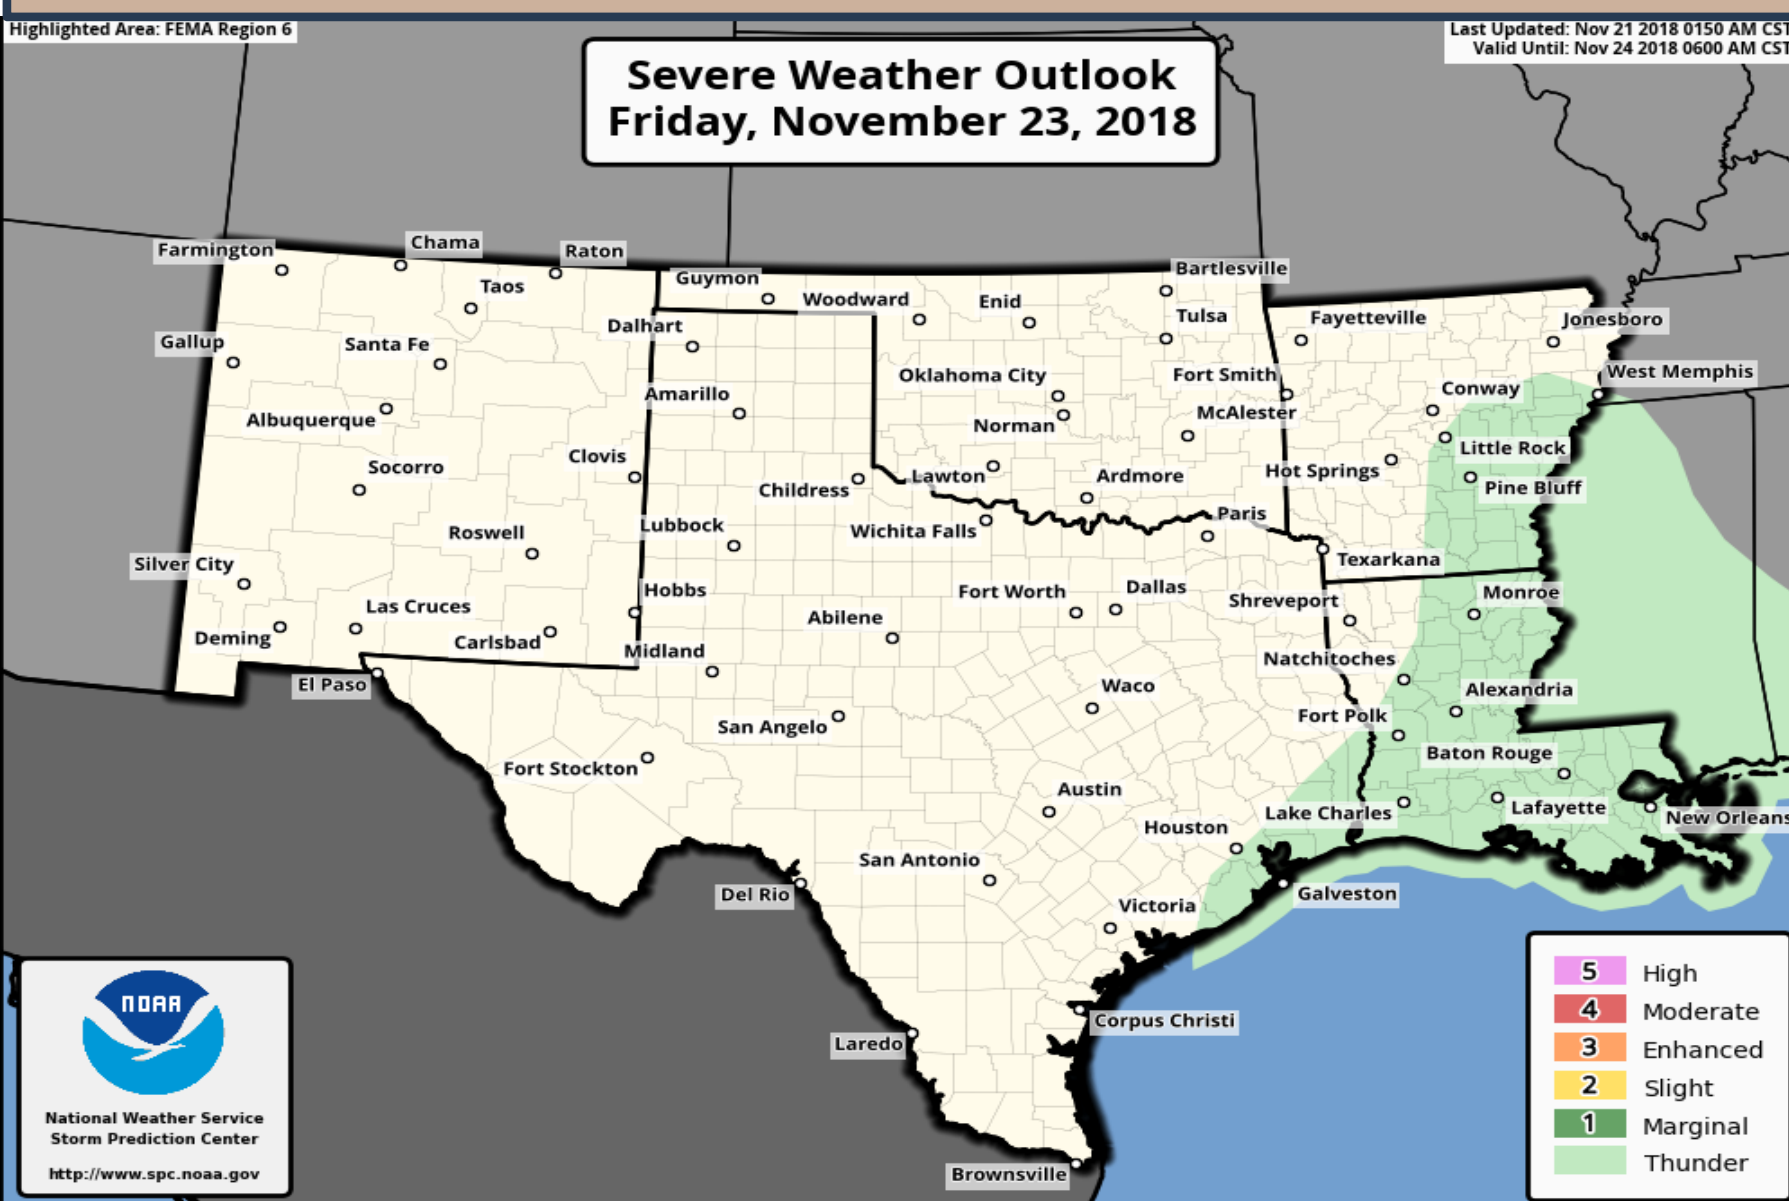 Highlighted Area: FEMA Region 6
Last Updated: Nov 21 2018 0150 AM CST
Valid Until: Nov 24 2018 0600 AM CST
Severe Weather Outlook
Friday, November 23, 2018
Farmington
Chama
Raton
Taos
Guymon
Woodward
Enid
Bartlesville
Tulsa
Fayetteville
Jonesboro
Gallup
Santa Fe
Dalhart
Oklahoma City
Fort Smith
West Memphis
Conway
Amarillo
Albuquerque
Norman
McAlester
Little Rock
Socorro
Clovis
Childress
Lawton
Ardmore
Hot Springs
Pine Bluff
Roswell
Lubbock
Wichita Falls
Paris
Texarkana
Silver City
Las Cruces
Hobbs
Abilene
Fort Worth
Dallas
Shreveport
Monroe
Deming
Carlsbad
Midland
Natchitoches
El Paso
San Angelo
Waco
Fort Polk
Alexandria
Fort Stockton
Baton Rouge
Austin
Houston
Lake Charles
Lafayette
New Orleans
San Antonio
Del Rio
Victoria
Galveston
Laredo
Corpus Christi
Brownsville
NOAA
National Weather Service
Storm Prediction Center
http://www.spc.noaa.gov
5 High
4 Moderate
3 Enhanced
2 Slight
1 Marginal
Thunder